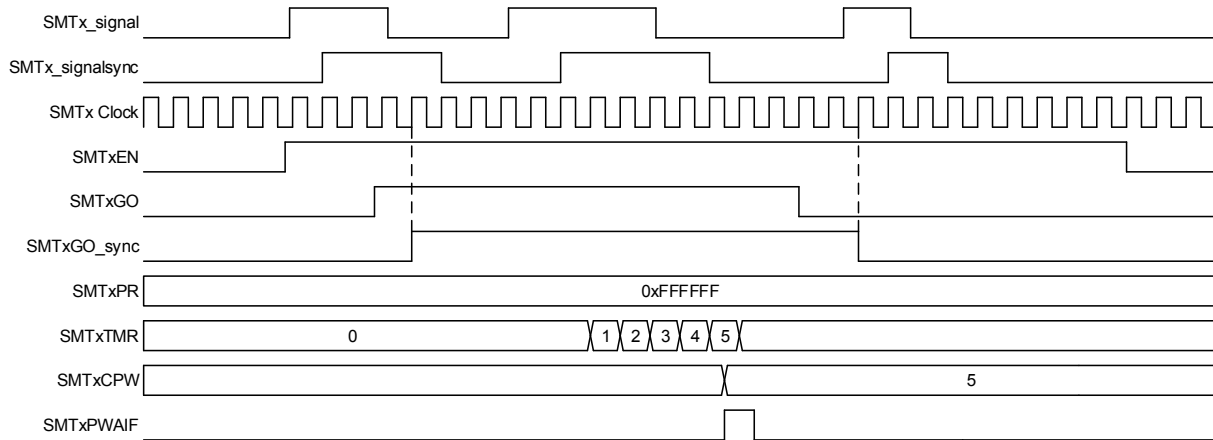 SMTx_signal
SMTx_signalsync
SMTx Clock
SMTxEN
SMTxGO
SMTxGO_sync
SMTxPR 0xFFFFFF
SMTxTMR 0 1 2 3 4 5
SMTxCPW 5
SMTxPWAIF